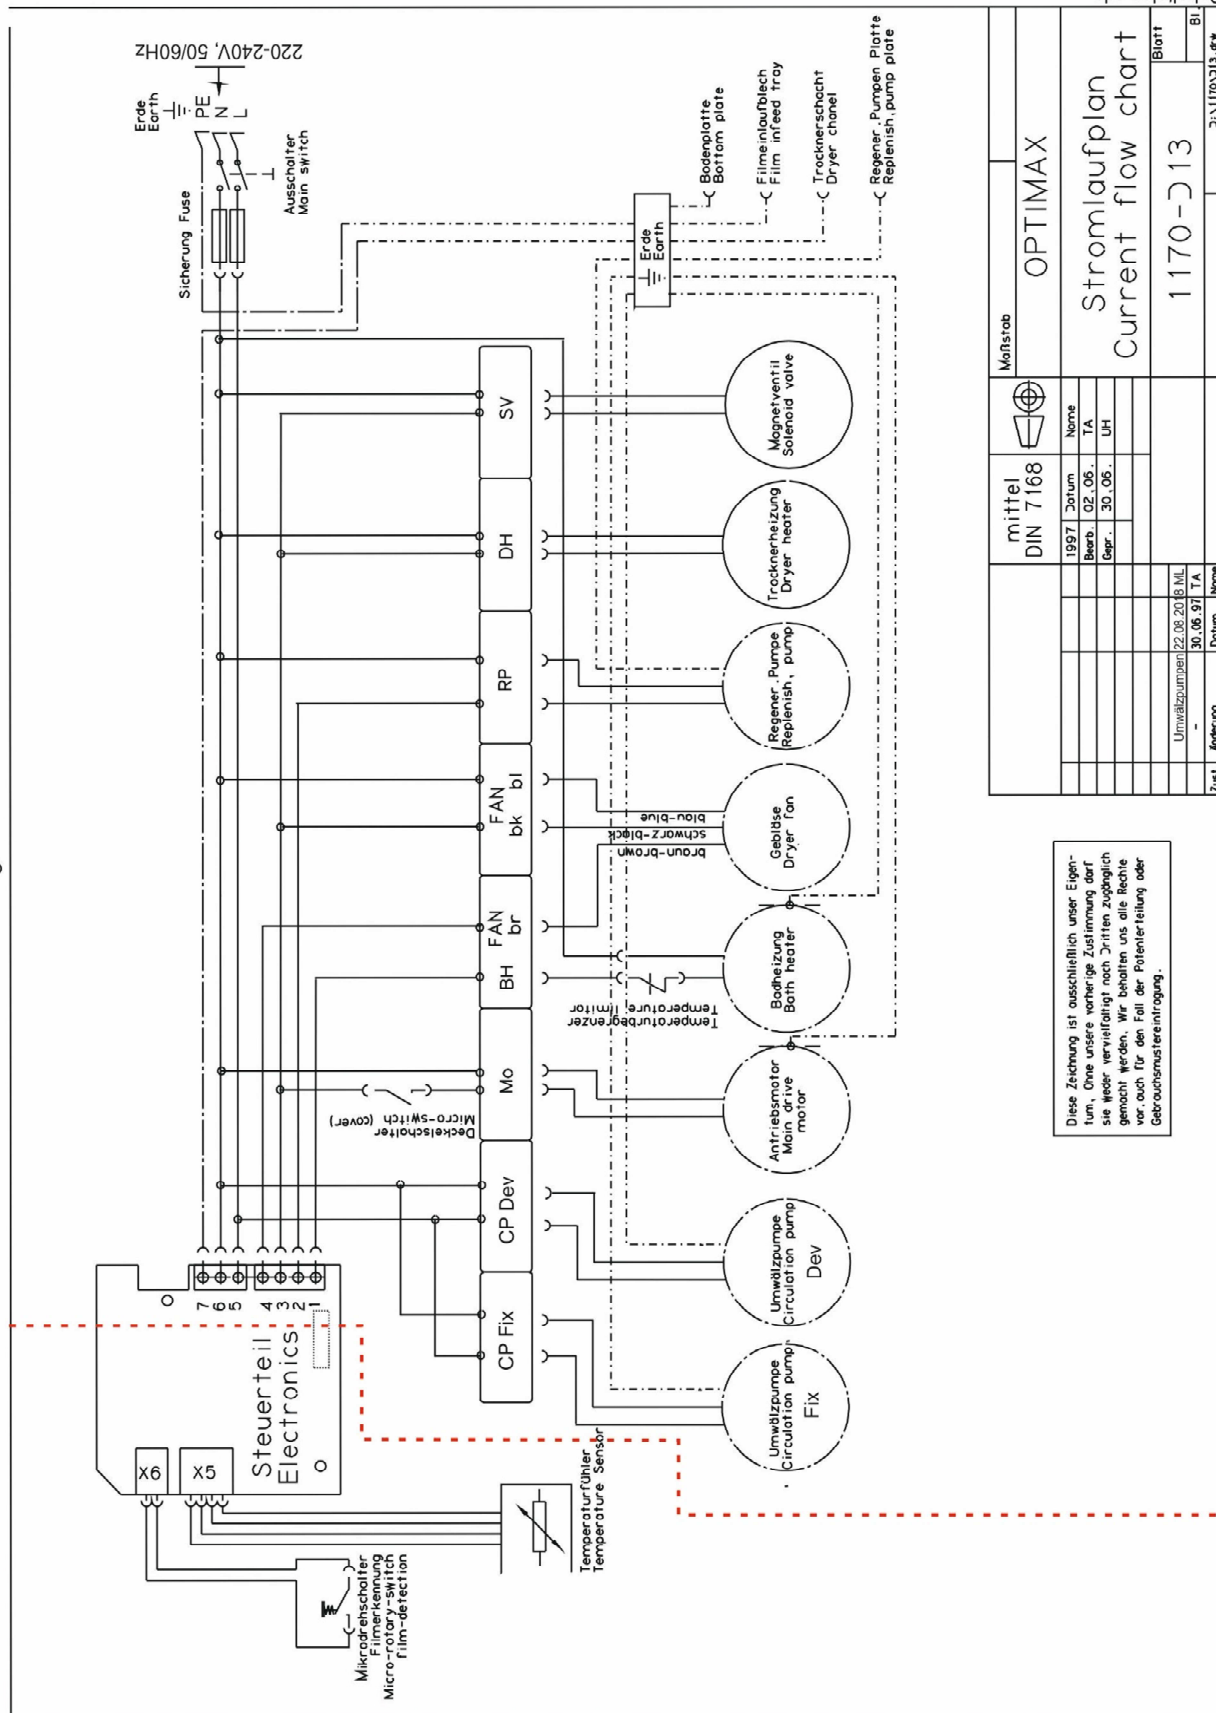 220-240V, 50/60Hz
Erde
Earth
PE
N
L
Ausschalter
Main switch
Sicherung Fuse
Bodenplatte
Bottom plate
Filmeinlaufblech
Film infeed tray
Trocknerschacht
Dryer chanel
Regener.Pumpen Platte
Replenish.pump plate
Erde
Earth
SV
DH
RP
FAN
bk bl
FAN
BH br
Mo
CP Dev
CP Fix
Magnetventil
Solenoid valve
Trocknerheizung
Dryer heater
Regener.Pumpe
Replenish. pump
Gebläse
Dryer fan
blau-blue
schwarz-black
braun-brown
Badheizung
Bath heater
Temperaturbegrenzer
Temperature limitor
Antriebsmotor
Main drive
motor
Deckelschalter
Micro-switch (cover)
Umwälzpumpe
Circulation pump
Dev
Umwälzpumpe
Circulation pump
Fix
7 6 5 4 3 2 1
Steuerteil
Electronics
X6
X5
Temperaturfühler
Temperature Sensor
Mikrodrehschalter
Filmerkennung
Micro-rotary-switch
film-detection
Maßstab
OPTIMAX
mittel
DIN 7168
1997 Datum Name
Bearb. 02.06. TA
Gepr. 30.06. UH
Stromlaufplan
Current flow chart
1170-D13
Blatt
Bl.
Umwälzpumpen 22.08.2018 ML
- 30.06.97 TA
Zust. Änderung Datum Name
Diese Zeichnung ist ausschließlich unser Eigen-
tum. Ohne unsere vorherige Zustimmung darf
sie weder vervielfältigt noch Dritten zugänglich
gemacht werden. Wir behalten uns alle Rechte
vor, auch für den Fall der Patenterteilung oder
Gebrauchsmustereintragung.